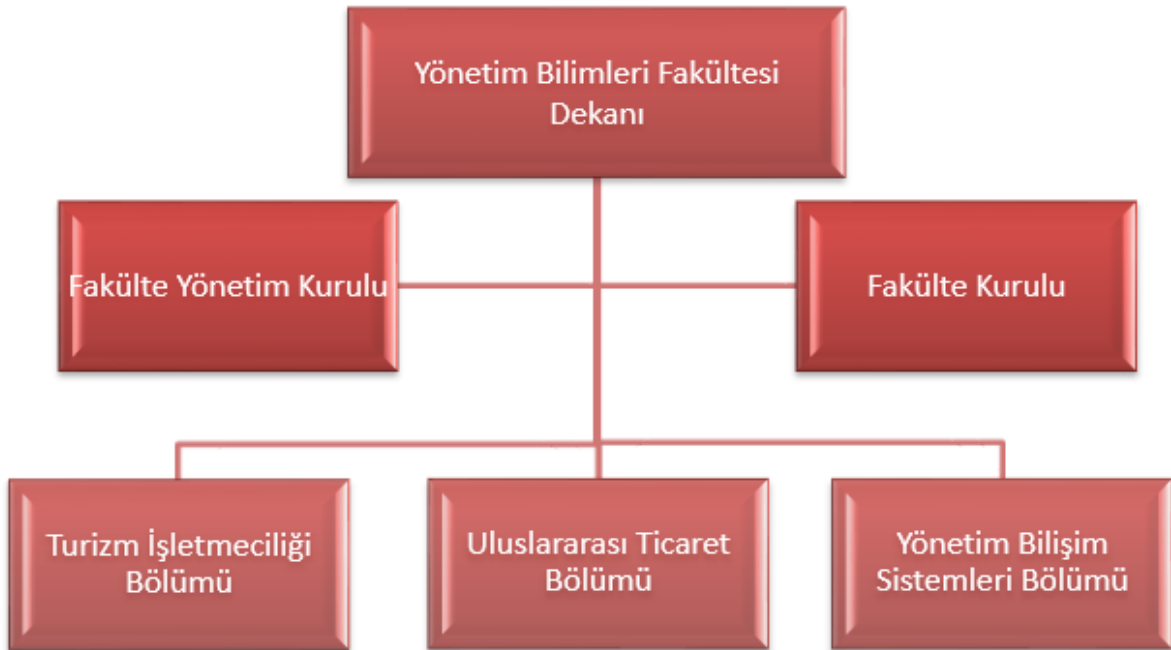 Yönetim Bilimleri Fakültesi
Dekanı
Fakülte Yönetim Kurulu
Fakülte Kurulu
Turizm İşletmeciliği
Bölümü
Uluslararası Ticaret
Bölümü
Yönetim Bilişim
Sistemleri Bölümü